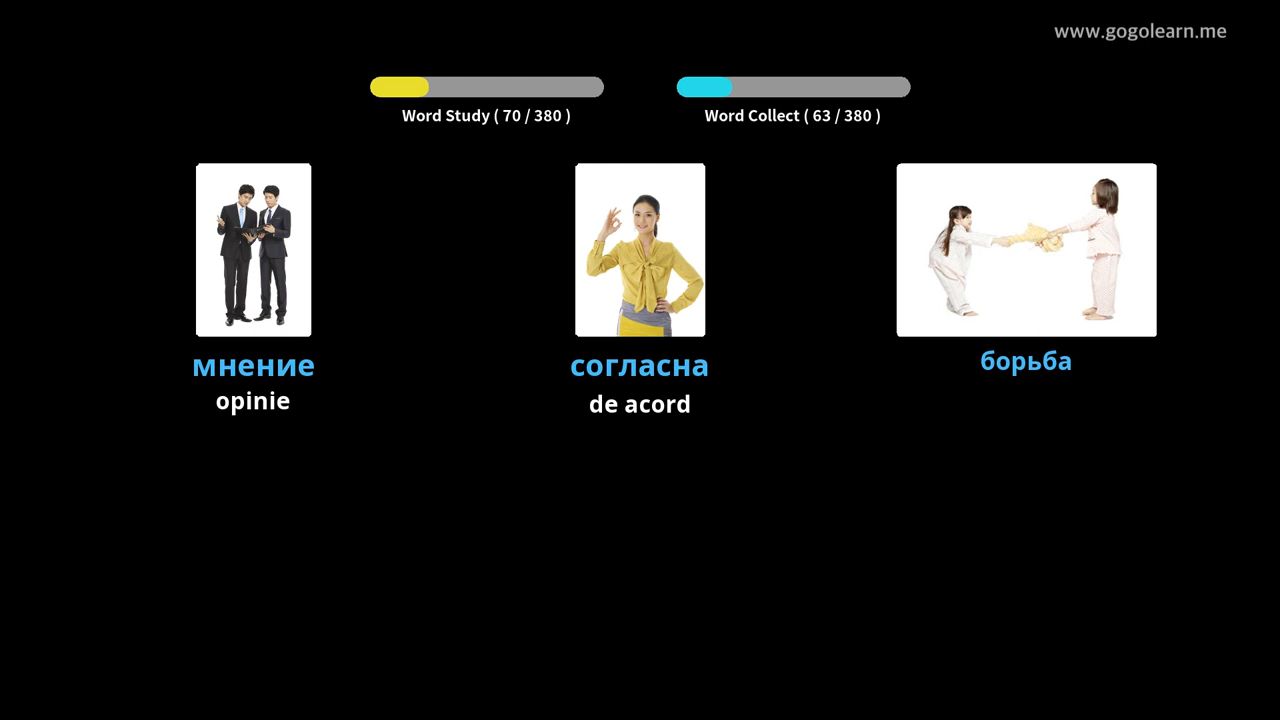 www.gogolearn.me
Word Study ( 70 / 380 )
Word Collect ( 63 / 380 )
мнение
opinie
согласна
de acord
борьба